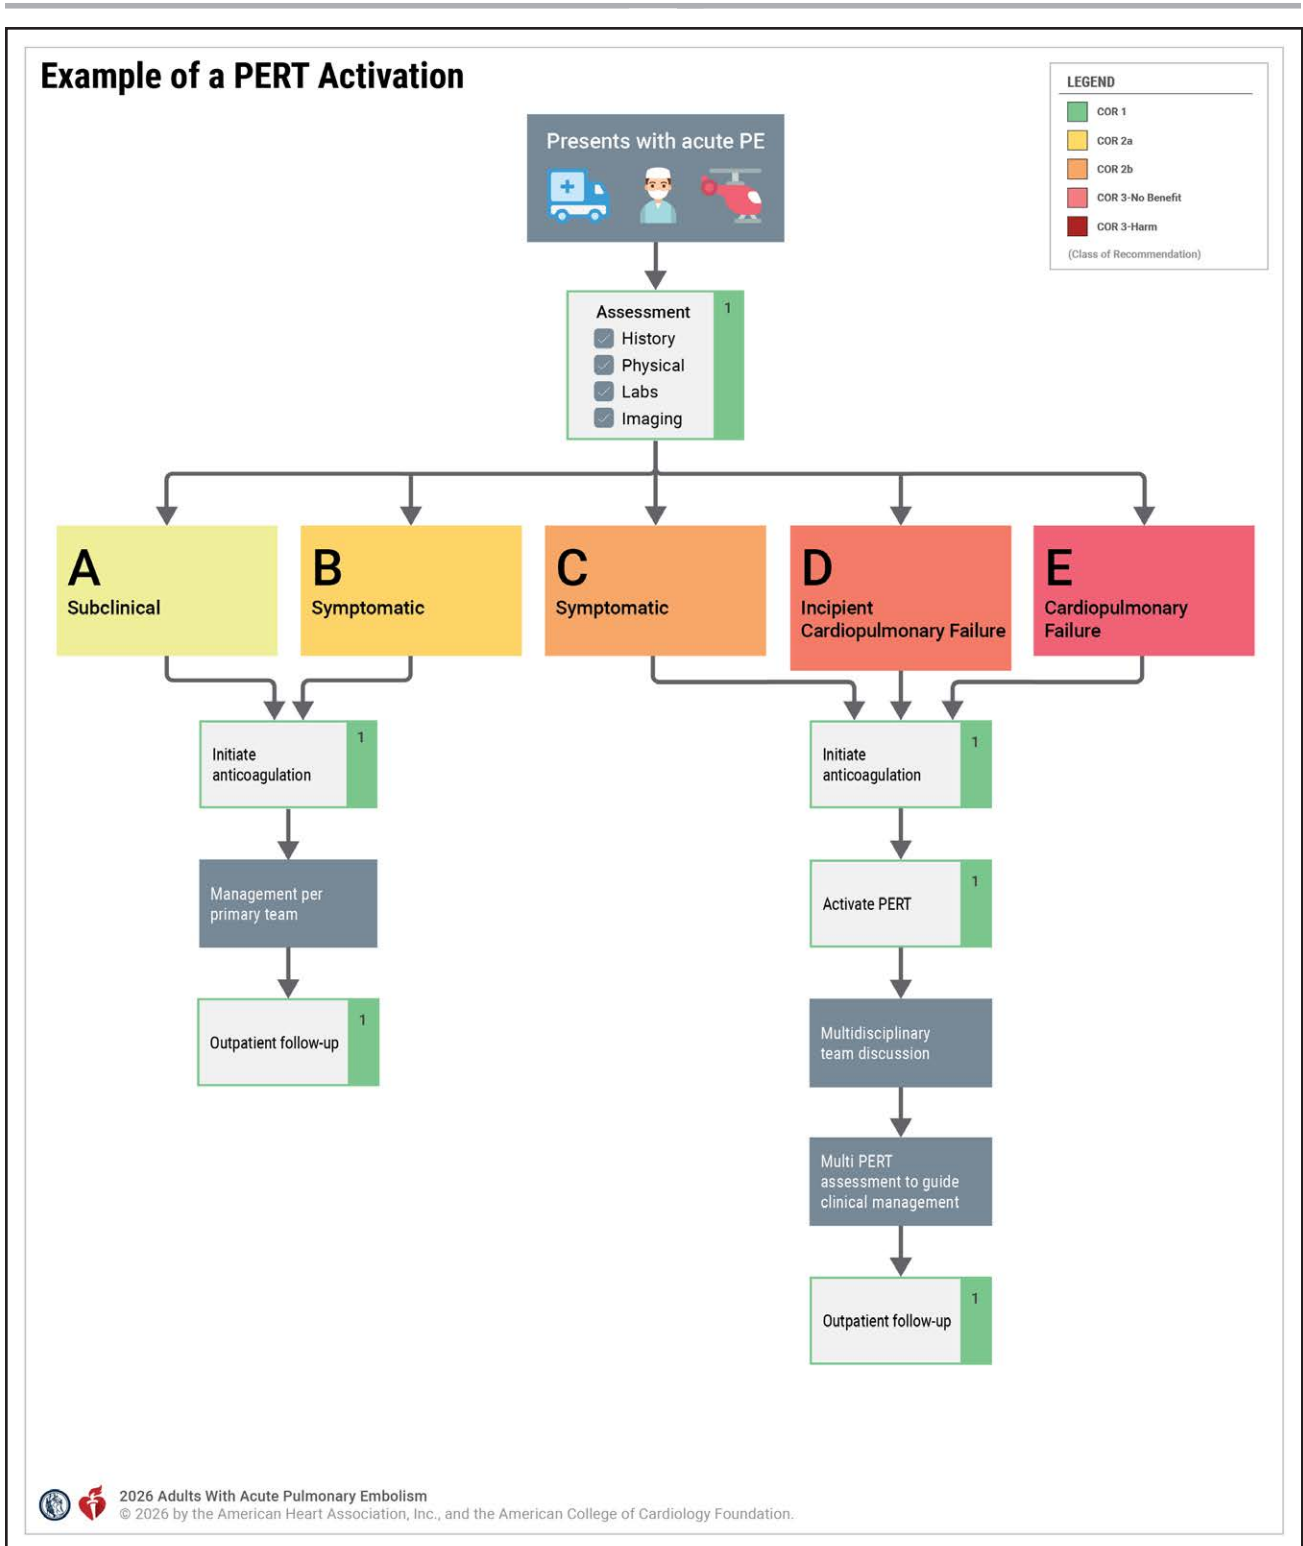 Example of a PERT Activation
LEGEND
COR 1
COR 2a
COR 2b
COR 3-No Benefit
COR 3-Harm
(Class of Recommendation)
Presents with acute PE
Assessment
1
History
Physical
Labs
Imaging
A
Subclinical
B
Symptomatic
C
Symptomatic
D
Incipient
Cardiopulmonary Failure
E
Cardiopulmonary
Failure
Initiate
anticoagulation
1
Management per
primary team
Outpatient follow-up
1
Initiate
anticoagulation
1
Activate PERT
1
Multidisciplinary
team discussion
Multi PERT
assessment to guide
clinical management
Outpatient follow-up
1
2026 Adults With Acute Pulmonary Embolism
© 2026 by the American Heart Association, Inc., and the American College of Cardiology Foundation.